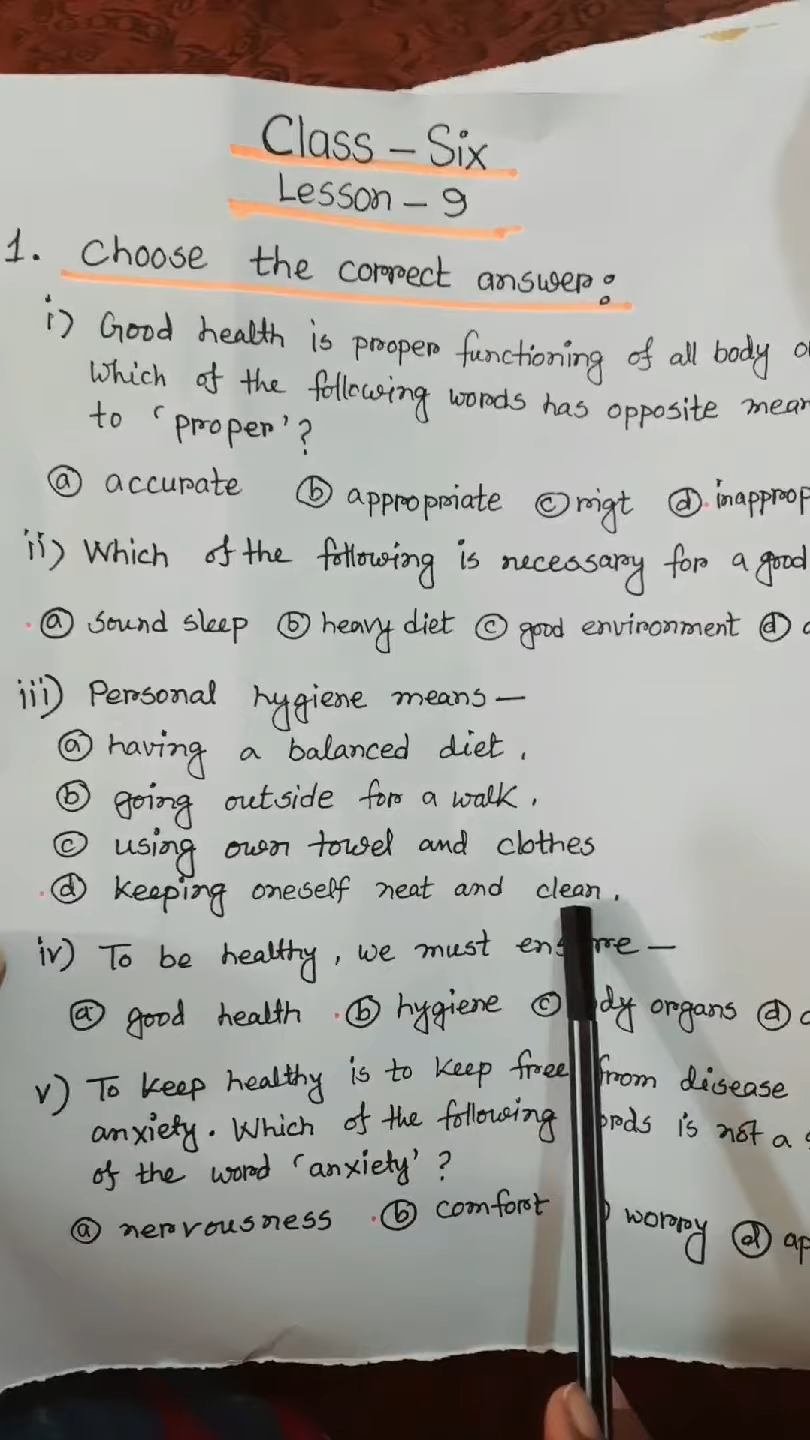 Class - Six
Lesson - 9
1. Choose the correct answer:
i) Good health is proper functioning of all body
Which of the following words has opposite
to 'proper'?
ⓐ accurate ⓑ appropriate ⓒ rigt ⓓ
ii) Which of the following is necessary for a good
ⓐ sound sleep ⓑ heavy diet ⓒ good environment ⓓ
iii) Personal hygiene means —
ⓐ having a balanced diet.
ⓑ going outside for a walk.
ⓒ using own towel and clothes
ⓓ keeping oneself neat and clean.
iv) To be healthy, we must —
ⓐ good health ⓑ hygiene ⓒ organs ⓓ
v) To keep healthy is to keep free from disease
anxiety. Which of the following is not a
of the word 'anxiety'?
ⓐ nervousness ⓑ comfort worry ⓓ